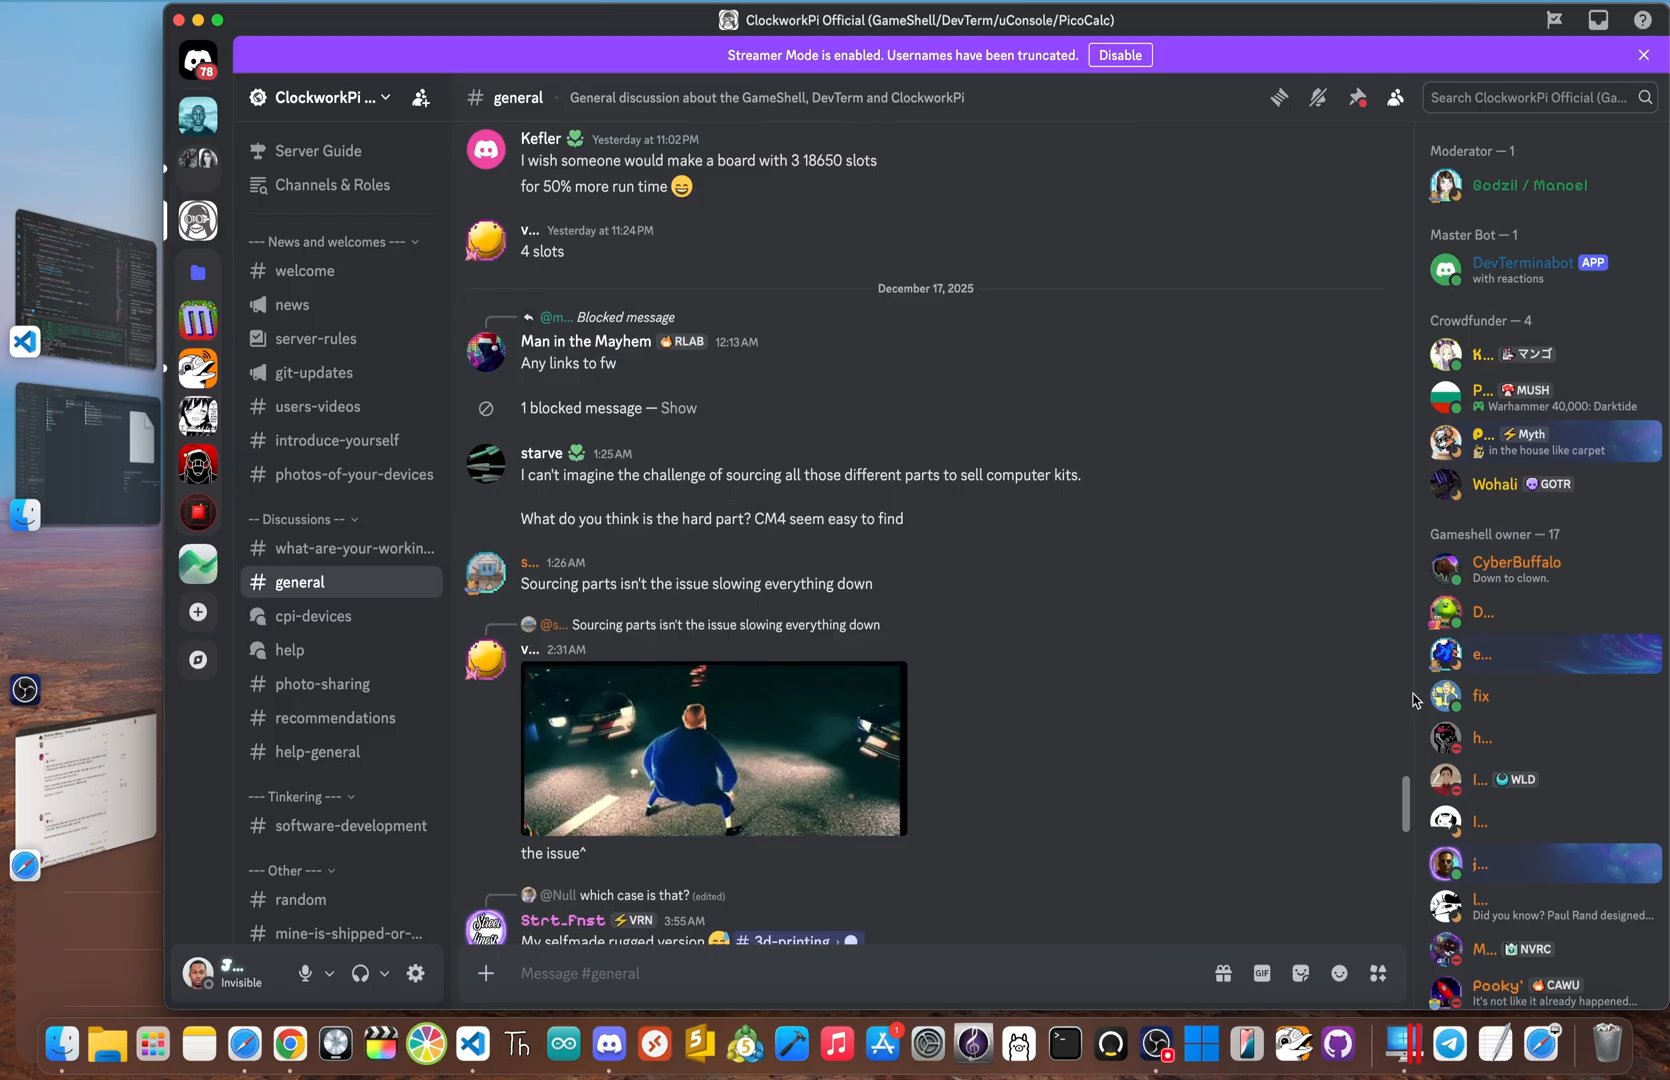 ClockworkPi Official (GameShell/DevTerm/uConsole/PicoCalc)
Streamer Mode is enabled. Usernames have been truncated.
Disable
78
ClockworkPi ...
# general
General discussion about the GameShell, DevTerm and ClockworkPi
Search ClockworkPi Official (Ga...
Server Guide
Channels & Roles
--- News and welcomes ---
# welcome
news
server-rules
git-updates
# users-videos
# introduce-yourself
# photos-of-your-devices
-- Discussions --
# what-are-your-workin...
# general
cpi-devices
help
# photo-sharing
# recommendations
# help-general
--- Tinkering ---
# software-development
--- Other ---
# random
# mine-is-shipped-or-...
J...
Invisible
Kefler Yesterday at 11:02 PM
I wish someone would make a board with 3 18650 slots
for 50% more run time
v... Yesterday at 11:24 PM
4 slots
December 17, 2025
@m... Blocked message
Man in the Mayhem RLAB 12:13 AM
Any links to fw
1 blocked message — Show
starve 1:25 AM
I can't imagine the challenge of sourcing all those different parts to sell computer kits.
What do you think is the hard part? CM4 seem easy to find
s... 1:26 AM
Sourcing parts isn't the issue slowing everything down
@s... Sourcing parts isn't the issue slowing everything down
v... 2:31 AM
the issue^
@Null which case is that? (edited)
Strt_Fnst VRN 3:55 AM
My selfmade rugged version # 3d-printing ›
Message #general
GIF
Moderator — 1
Godzil / Manoel
Master Bot — 1
DevTerminabot APP
with reactions
Crowdfunder — 4
K... マンゴ
P... MUSH
Warhammer 40,000: Darktide
P... Myth
in the house like carpet
Wohali GOTR
Gameshell owner — 17
CyberBuffalo
Down to clown.
D...
e...
fix
h...
I... WLD
l...
j...
L...
Did you know? Paul Rand designed...
M... NVRC
Pooky' CAWU
It's not like it already happened...
Th
5
5
1